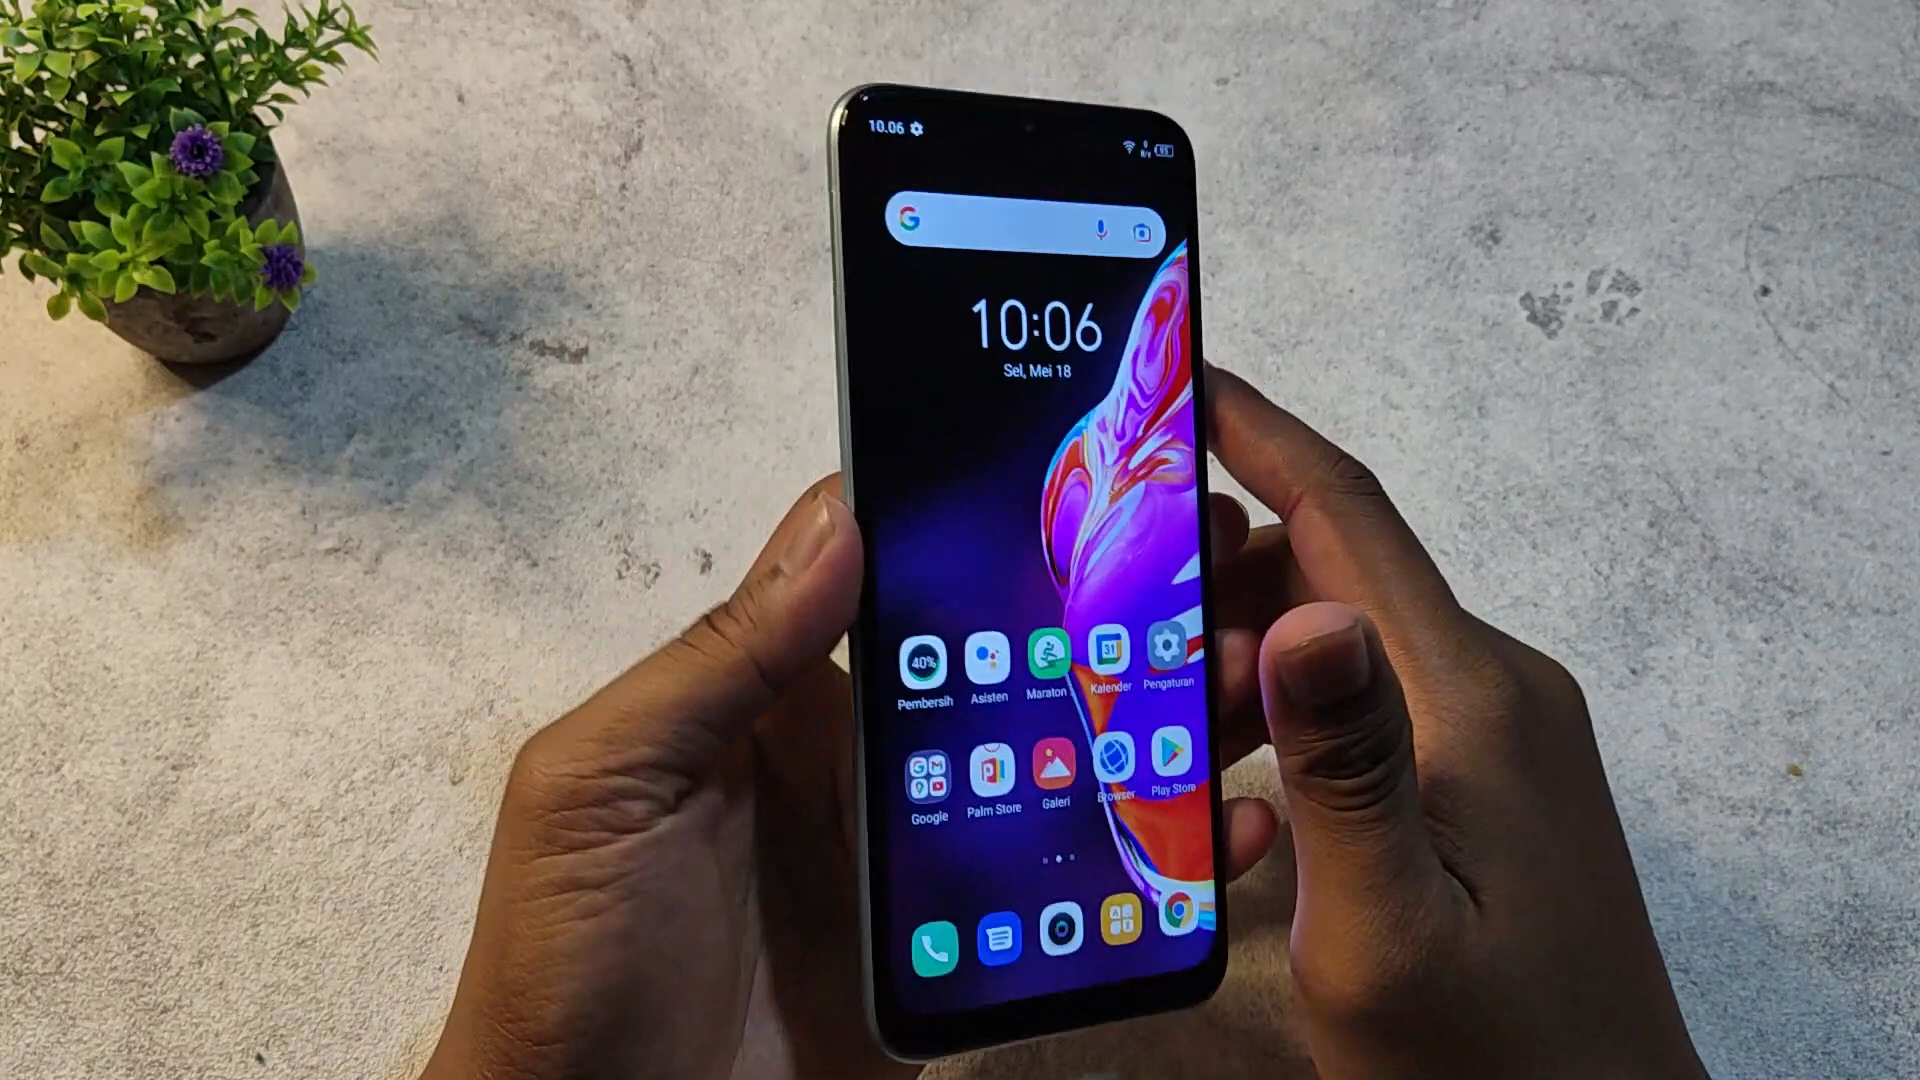 10.06
95
10:06
Sel, Mei 18
40%
31
Pembersih
Asisten
Maraton
Kalender
Pengaturan
Google
Palm Store
Galeri
Browser
Play Store